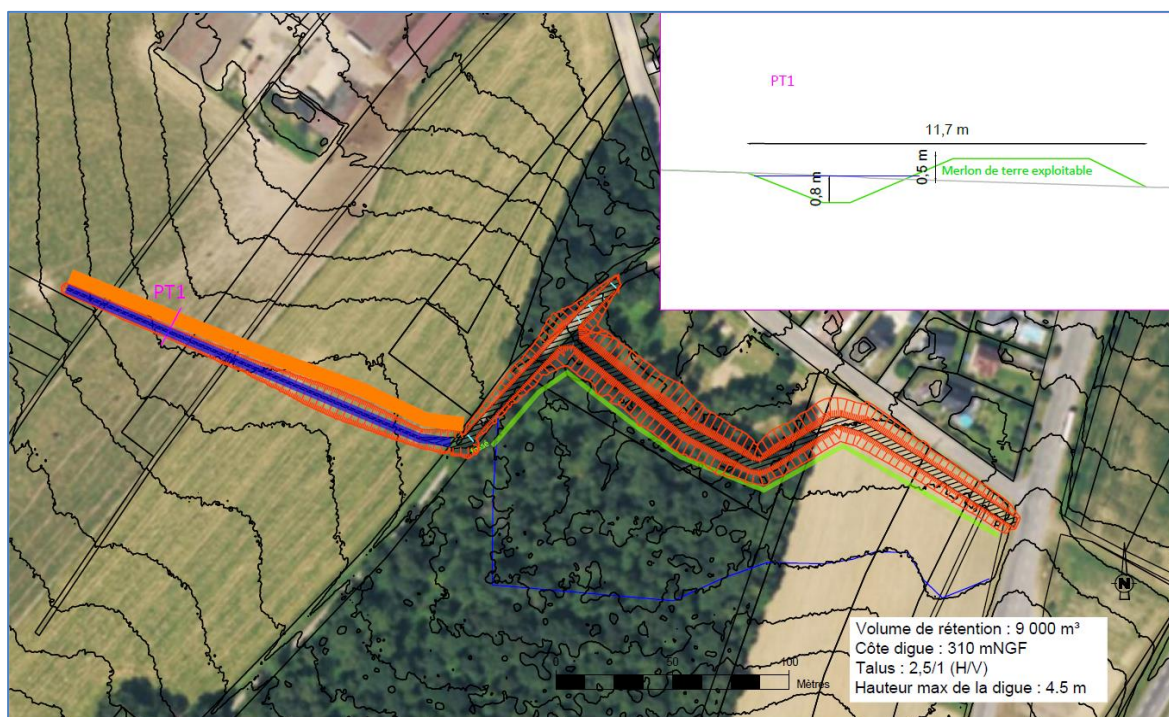 PT1
11,7 m
0,5 m
Merlon de terre exploitable
0,8 m
PT1
N
0 50 100
Mètres
Volume de rétention : 9 000 m³
Côte digue : 310 mNGF
Talus : 2,5/1 (H/V)
Hauteur max de la digue : 4.5 m